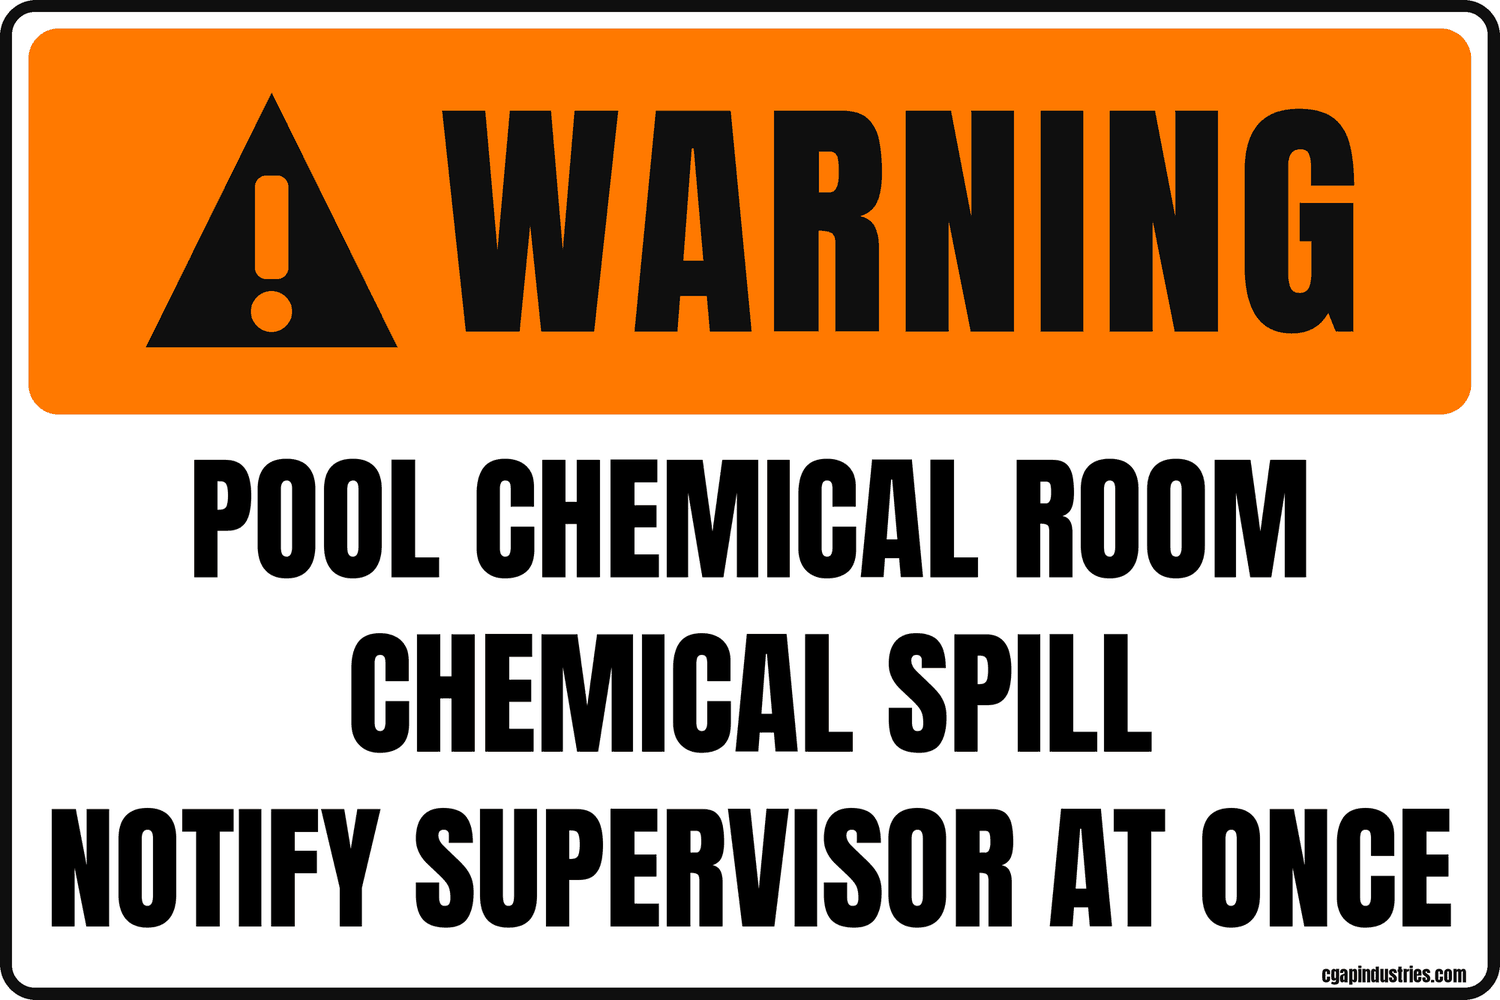 WARNING
POOL CHEMICAL ROOM
CHEMICAL SPILL
NOTIFY SUPERVISOR AT ONCE
cgapindustries.com